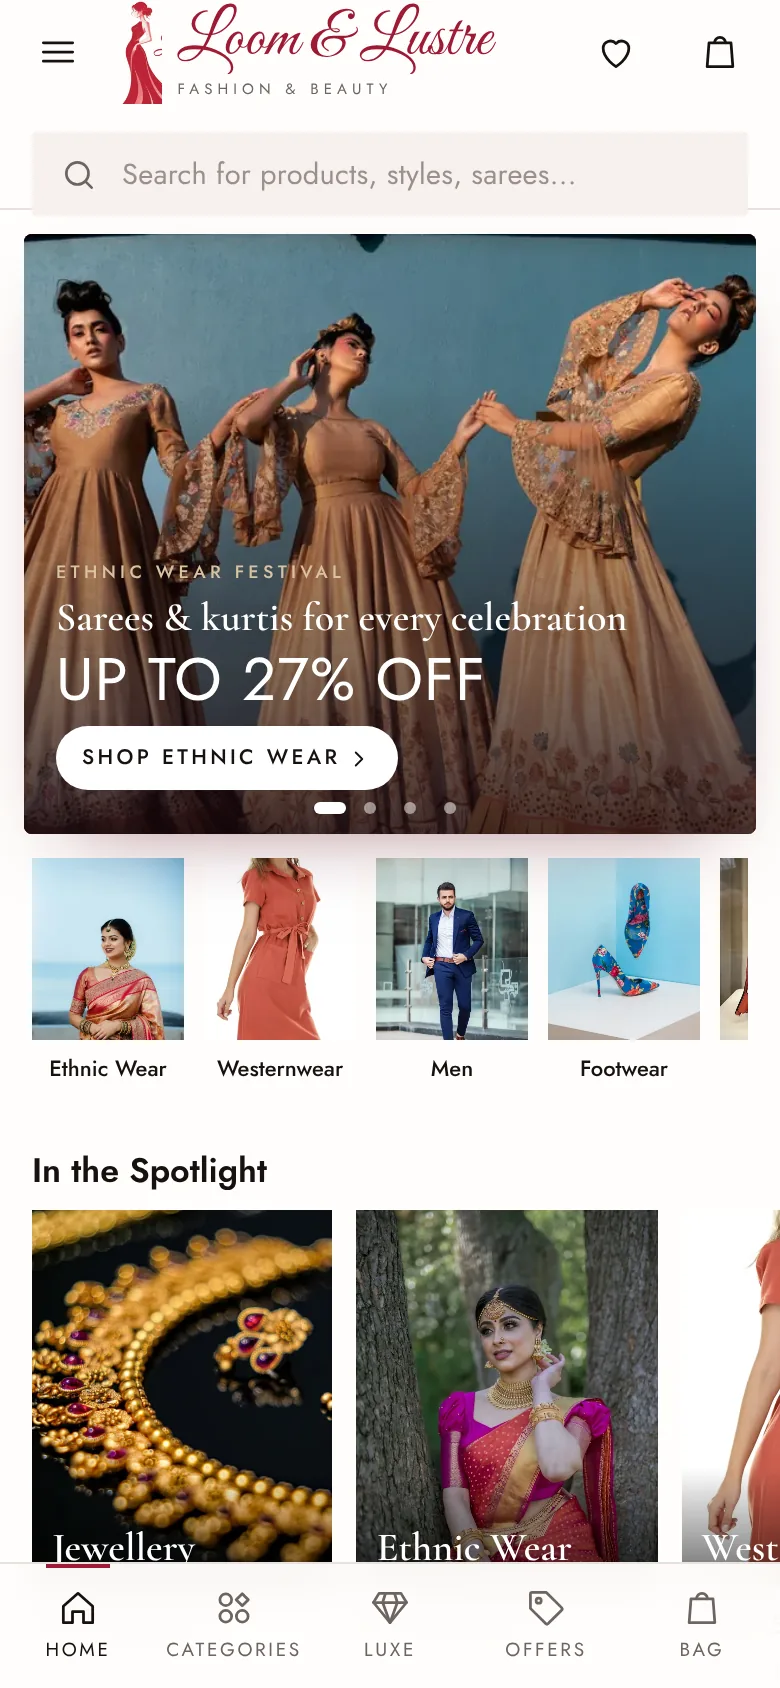 Loom & Lustre
FASHION & BEAUTY
Search for products, styles, sarees...
ETHNIC WEAR FESTIVAL
Sarees & kurtis for every celebration
UP TO 27% OFF
SHOP ETHNIC WEAR
Ethnic Wear
Westernwear
Men
Footwear
In the Spotlight
Jewellery
Ethnic Wear
West
HOME
CATEGORIES
LUXE
OFFERS
BAG